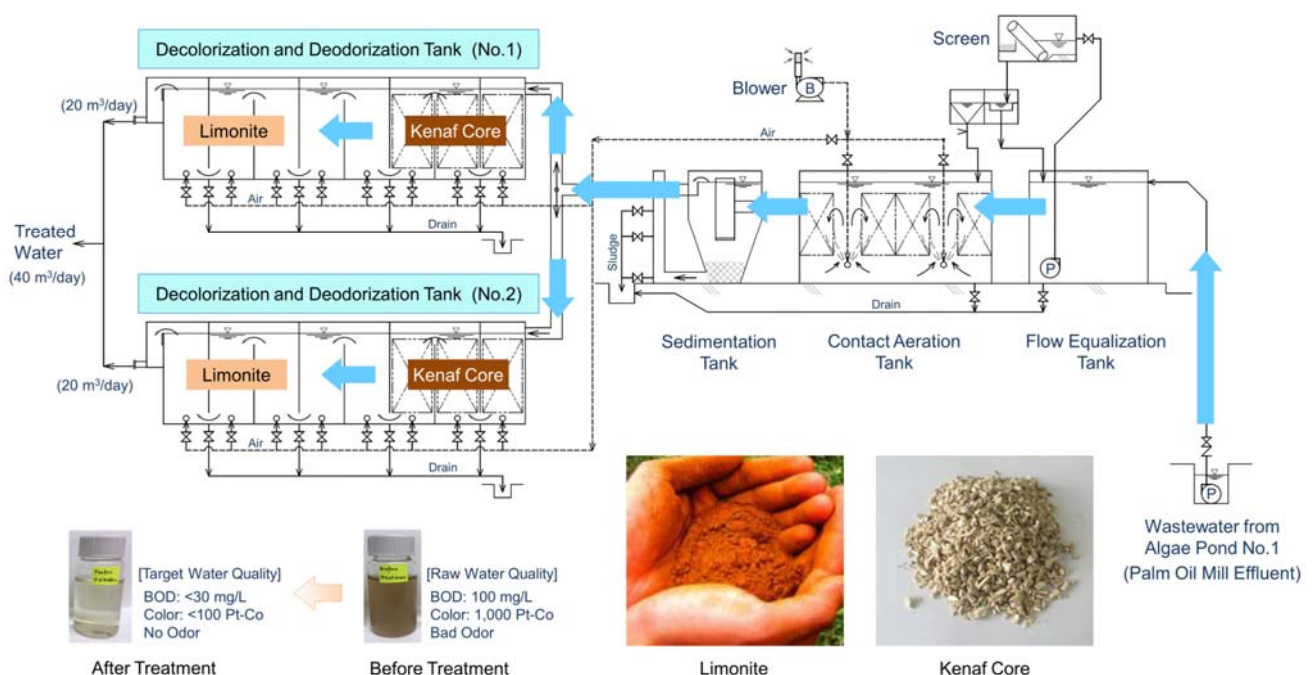 Decolorization and Deodorization Tank (No.1)
(20 m³/day)
Limonite
Kenaf Core
Air
Drain
Treated
Water
(40 m³/day)
Decolorization and Deodorization Tank (No.2)
(20 m³/day)
Limonite
Kenaf Core
Air
Drain
Screen
Blower
B
Air
Sludge
Drain
P
Sedimentation
Tank
Contact Aeration
Tank
Flow Equalization
Tank
P
Wastewater from
Algae Pond No.1
(Palm Oil Mill Effluent)
[Target Water Quality]
BOD: <30 mg/L
Color: <100 Pt-Co
No Odor
After Treatment
[Raw Water Quality]
BOD: 100 mg/L
Color: 1,000 Pt-Co
Bad Odor
Before Treatment
Limonite
Kenaf Core